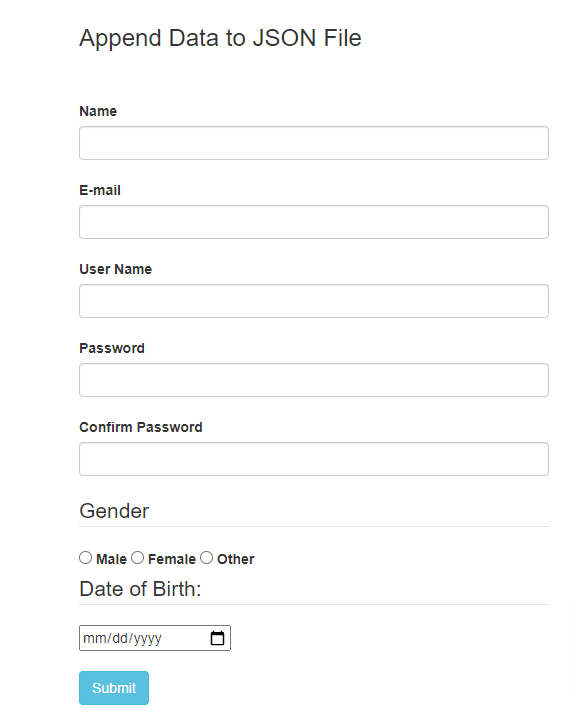 Append Data to JSON File
Name
E-mail
User Name
Password
Confirm Password
Gender
Male Female Other
Date of Birth:
mm/dd/yyyy
Submit